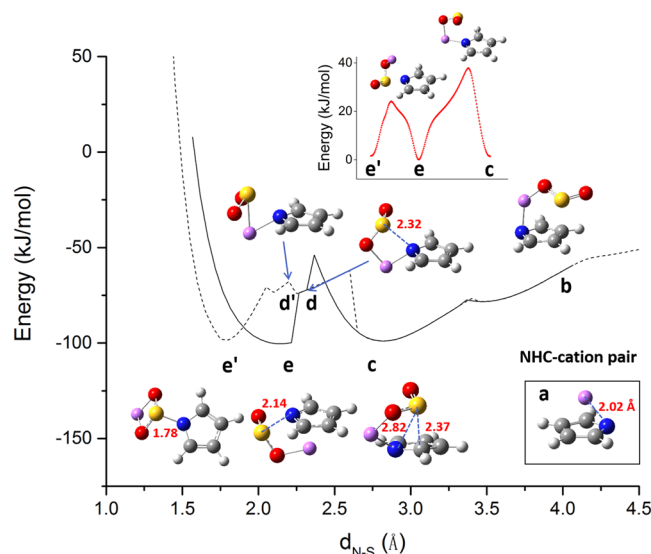 50
0
-50
-100
-150
Energy (kJ/mol)
40
20
0
Energy (kJ/mol)
e' e c
2.32
d' d
b
e' e c
NHC-cation pair
a
2.02 Å
1.78
2.14
2.82
2.37
1.0 1.5 2.0 2.5 3.0 3.5 4.0 4.5
d_{N-S} (Å)